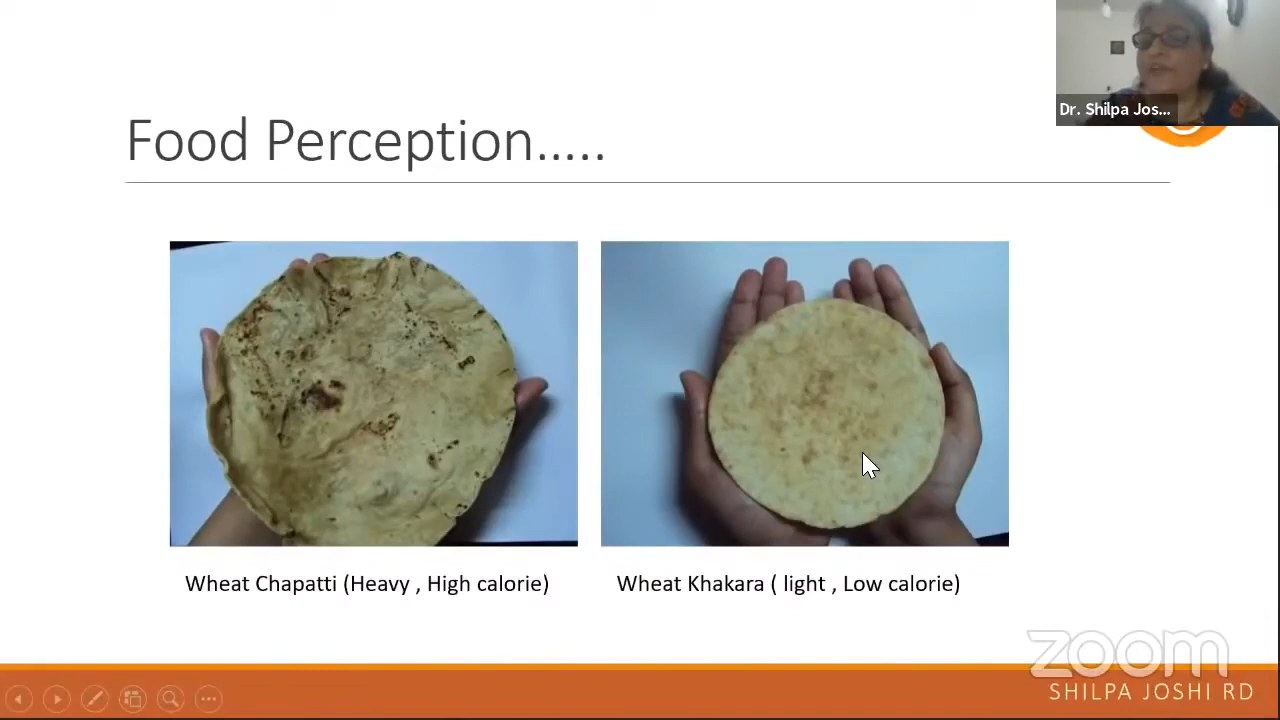 Dr. Shilpa Jos...
Food Perception.....
Wheat Chapatti (Heavy , High calorie)
Wheat Khakara ( light , Low calorie)
zoom
SHILPA JOSHI RD